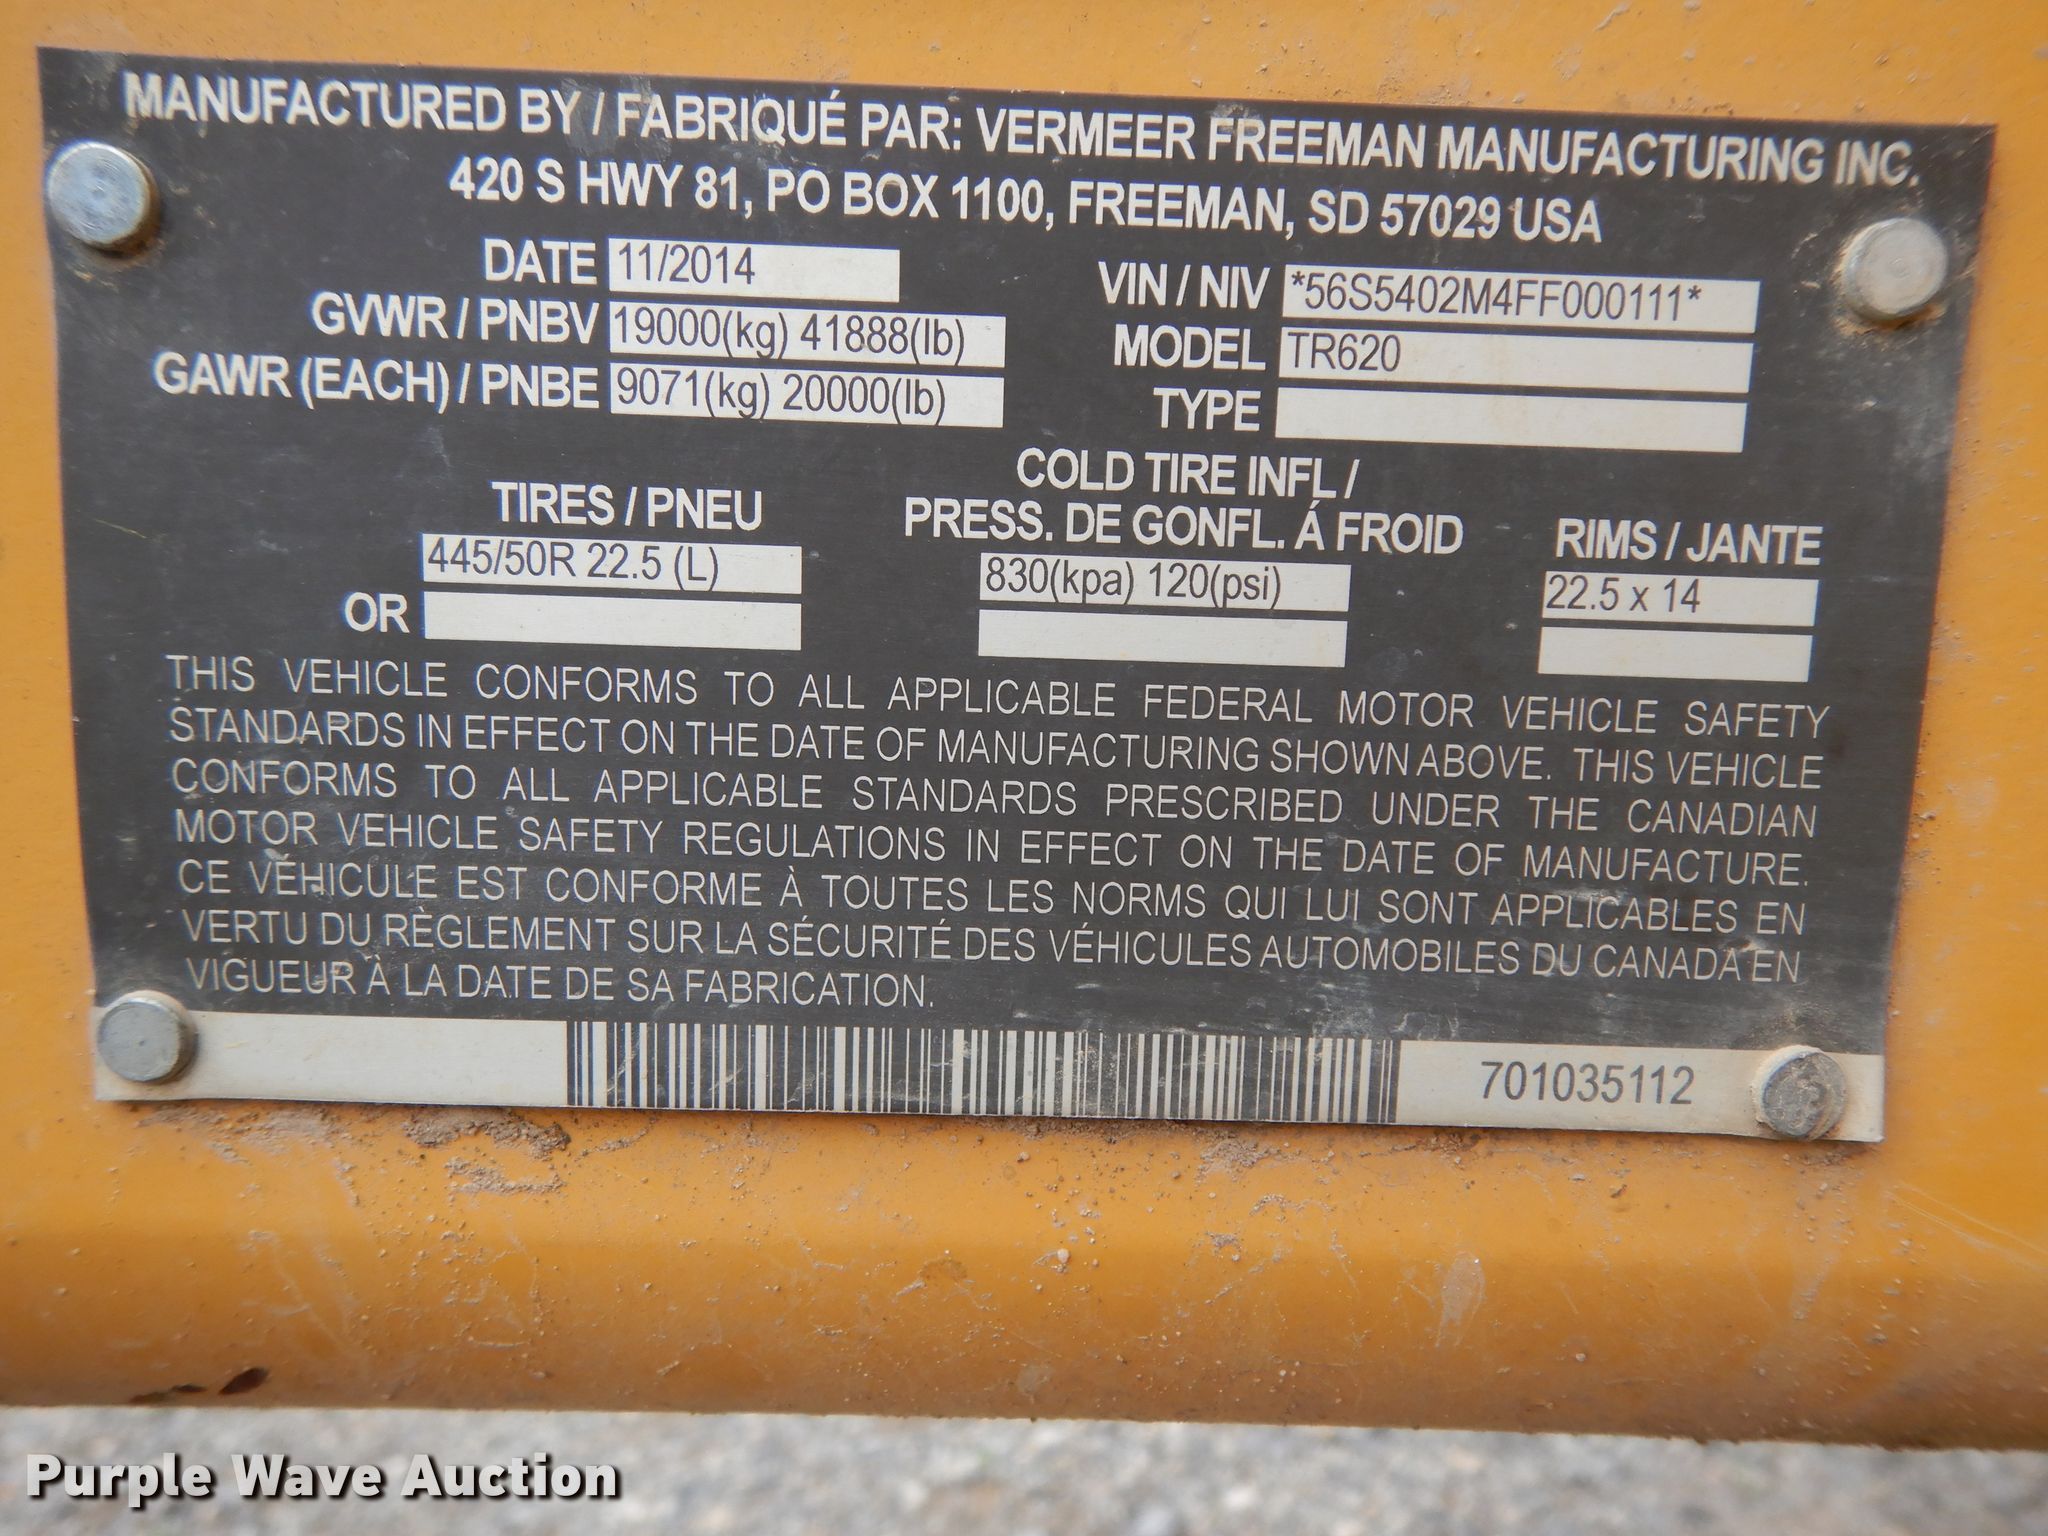 MANUFACTURED BY / FABRIQUÉ PAR: VERMEER FREEMAN MANUFACTURING INC.
420 S HWY 81, PO BOX 1100, FREEMAN, SD 57029 USA
DATE 11/2014
VIN / NIV *56S5402M4FF000111*
GVWR / PNBV 19000(kg) 41888(lb)
MODEL TR620
GAWR (EACH) / PNBE 9071(kg) 20000(lb)
TYPE
TIRES / PNEU
COLD TIRE INFL /
PRESS. DE GONFL. Á FROID
RIMS / JANTE
445/50R 22.5 (L) 830(kpa) 120(psi) 22.5 x 14
OR
THIS VEHICLE CONFORMS TO ALL APPLICABLE FEDERAL MOTOR VEHICLE SAFETY
STANDARDS IN EFFECT ON THE DATE OF MANUFACTURING SHOWN ABOVE. THIS VEHICLE
CONFORMS TO ALL APPLICABLE STANDARDS PRESCRIBED UNDER THE CANADIAN
MOTOR VEHICLE SAFETY REGULATIONS IN EFFECT ON THE DATE OF MANUFACTURE.
CE VÉHICULE EST CONFORME À TOUTES LES NORMS QUI LUI SONT APPLICABLES EN
VERTU DU RÈGLEMENT SUR LA SÉCURITÉ DES VÉHICULES AUTOMOBILES DU CANADA EN
VIGUEUR À LA DATE DE SA FABRICATION.
701035112
Purple Wave Auction